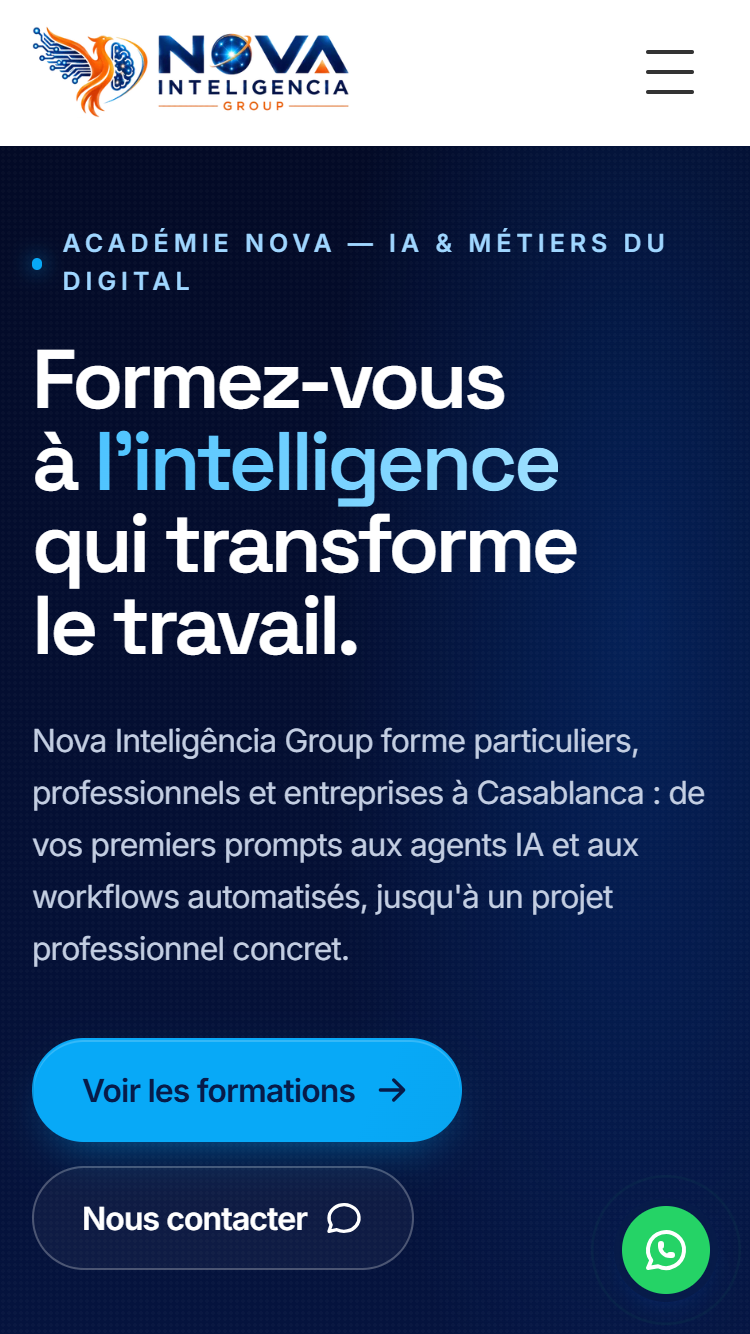 NOVA
INTELIGENCIA
GROUP
ACADÉMIE NOVA — IA & MÉTIERS DU
DIGITAL
Formez-vous
à l’intelligence
qui transforme
le travail.
Nova Inteligência Group forme particuliers,
professionnels et entreprises à Casablanca : de
vos premiers prompts aux agents IA et aux
workflows automatisés, jusqu'à un projet
professionnel concret.
Voir les formations
Nous contacter